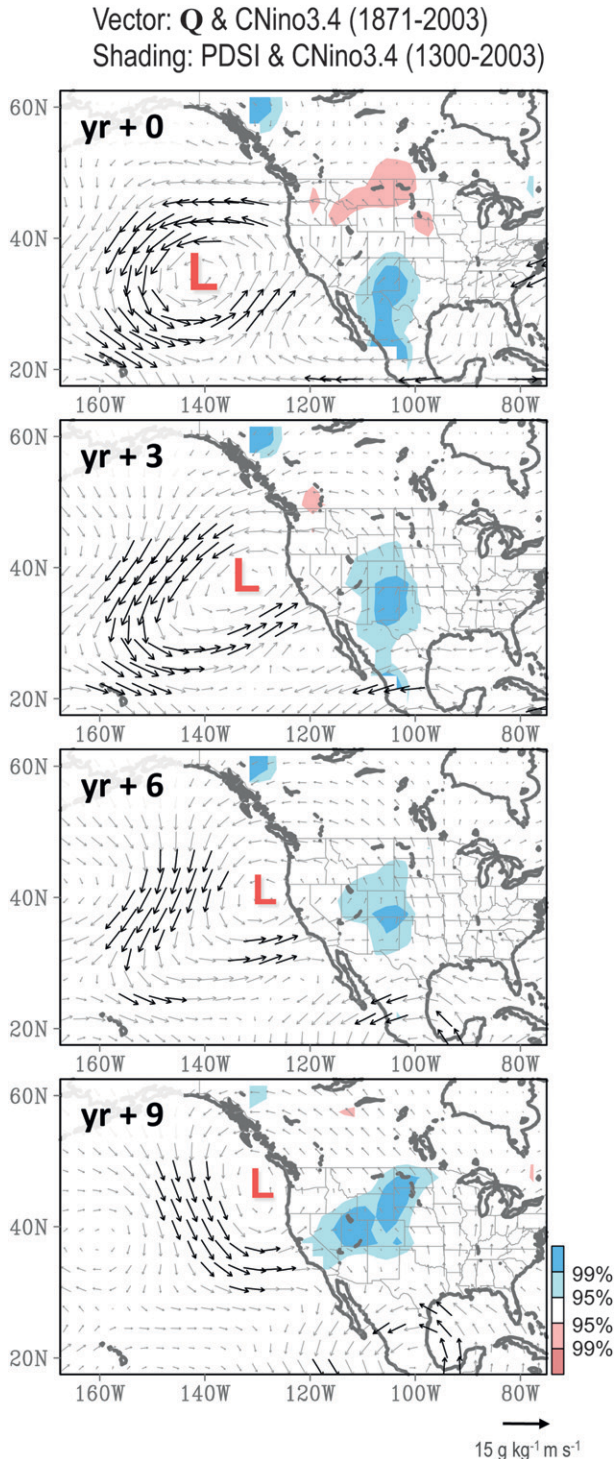 Vector: Q & CNino3.4 (1871-2003)
Shading: PDSI & CNino3.4 (1300-2003)
60N
yr + 0
40N
L
20N
160W 140W 120W 100W 80W
60N
yr + 3
40N
L
20N
160W 140W 120W 100W 80W
60N
yr + 6
40N
L
20N
160W 140W 120W 100W 80W
60N
yr + 9
L
40N
99%
95%
95%
99%
20N
160W 140W 120W 100W 80W
15 g kg⁻¹ m s⁻¹